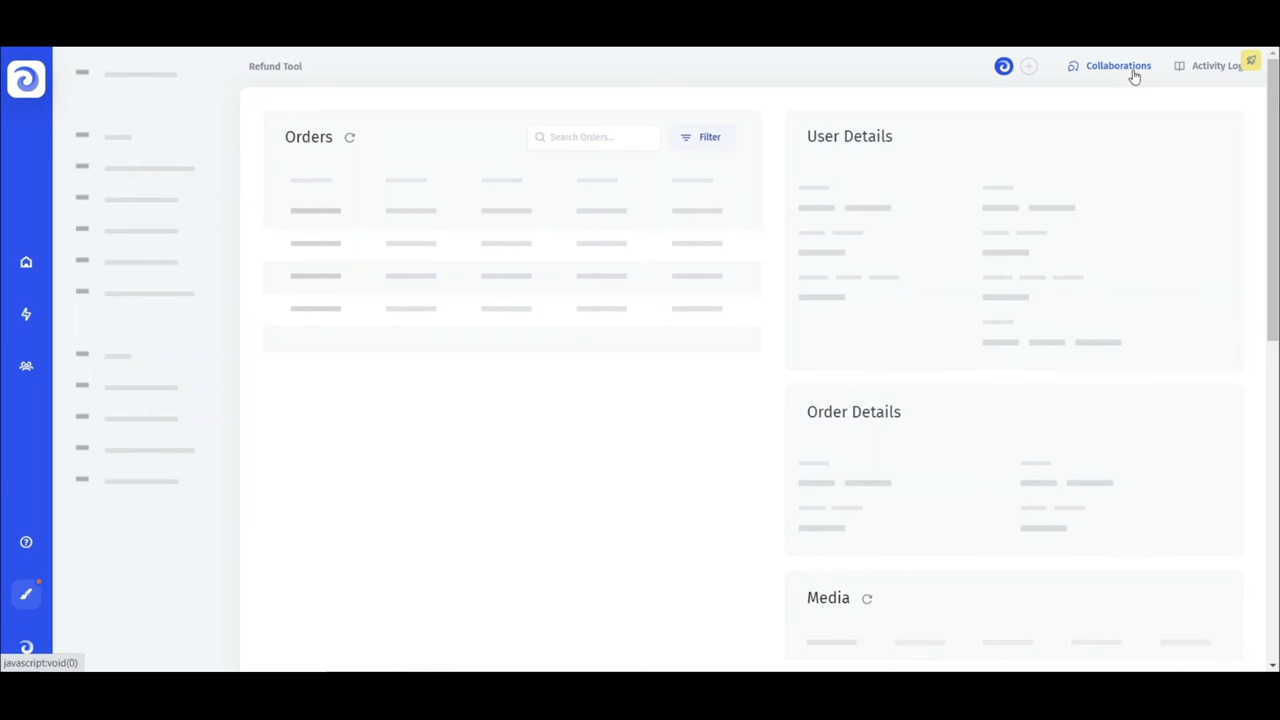 Refund Tool
Collaborations
Activity Log
Orders
Search Orders...
Filter
User Details
Order Details
Media
javascript:void(0)